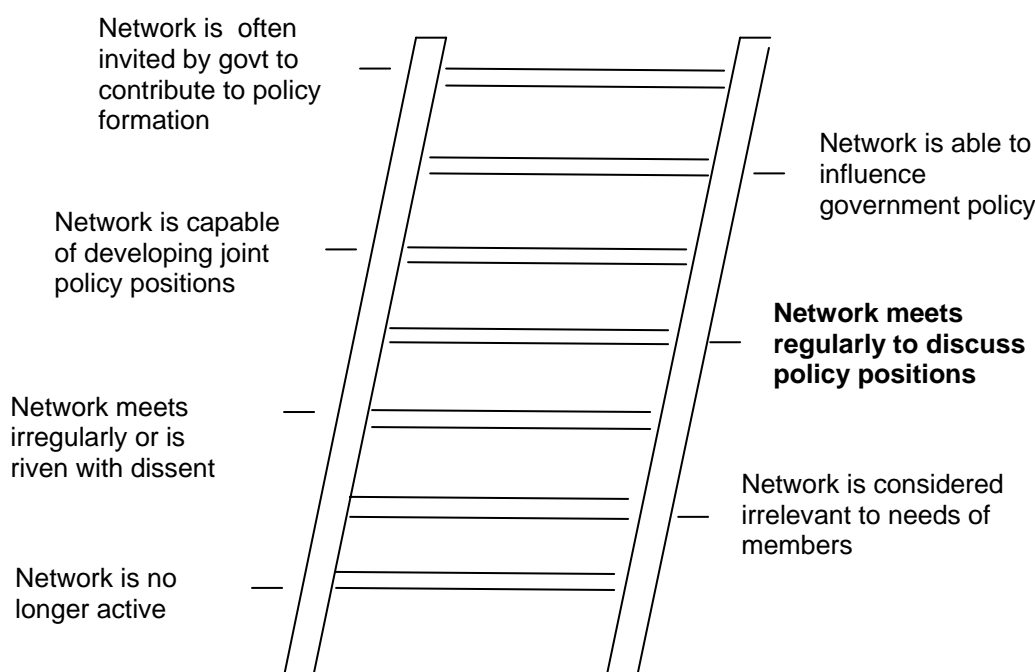 Network is  often
invited by govt to
contribute to policy
formation
Network is able to
influence
government policy
Network is capable
of developing joint
policy positions
Network meets
regularly to discuss
policy positions
Network meets
irregularly or is
riven with dissent
Network is considered
irrelevant to needs of
members
Network is no
longer active